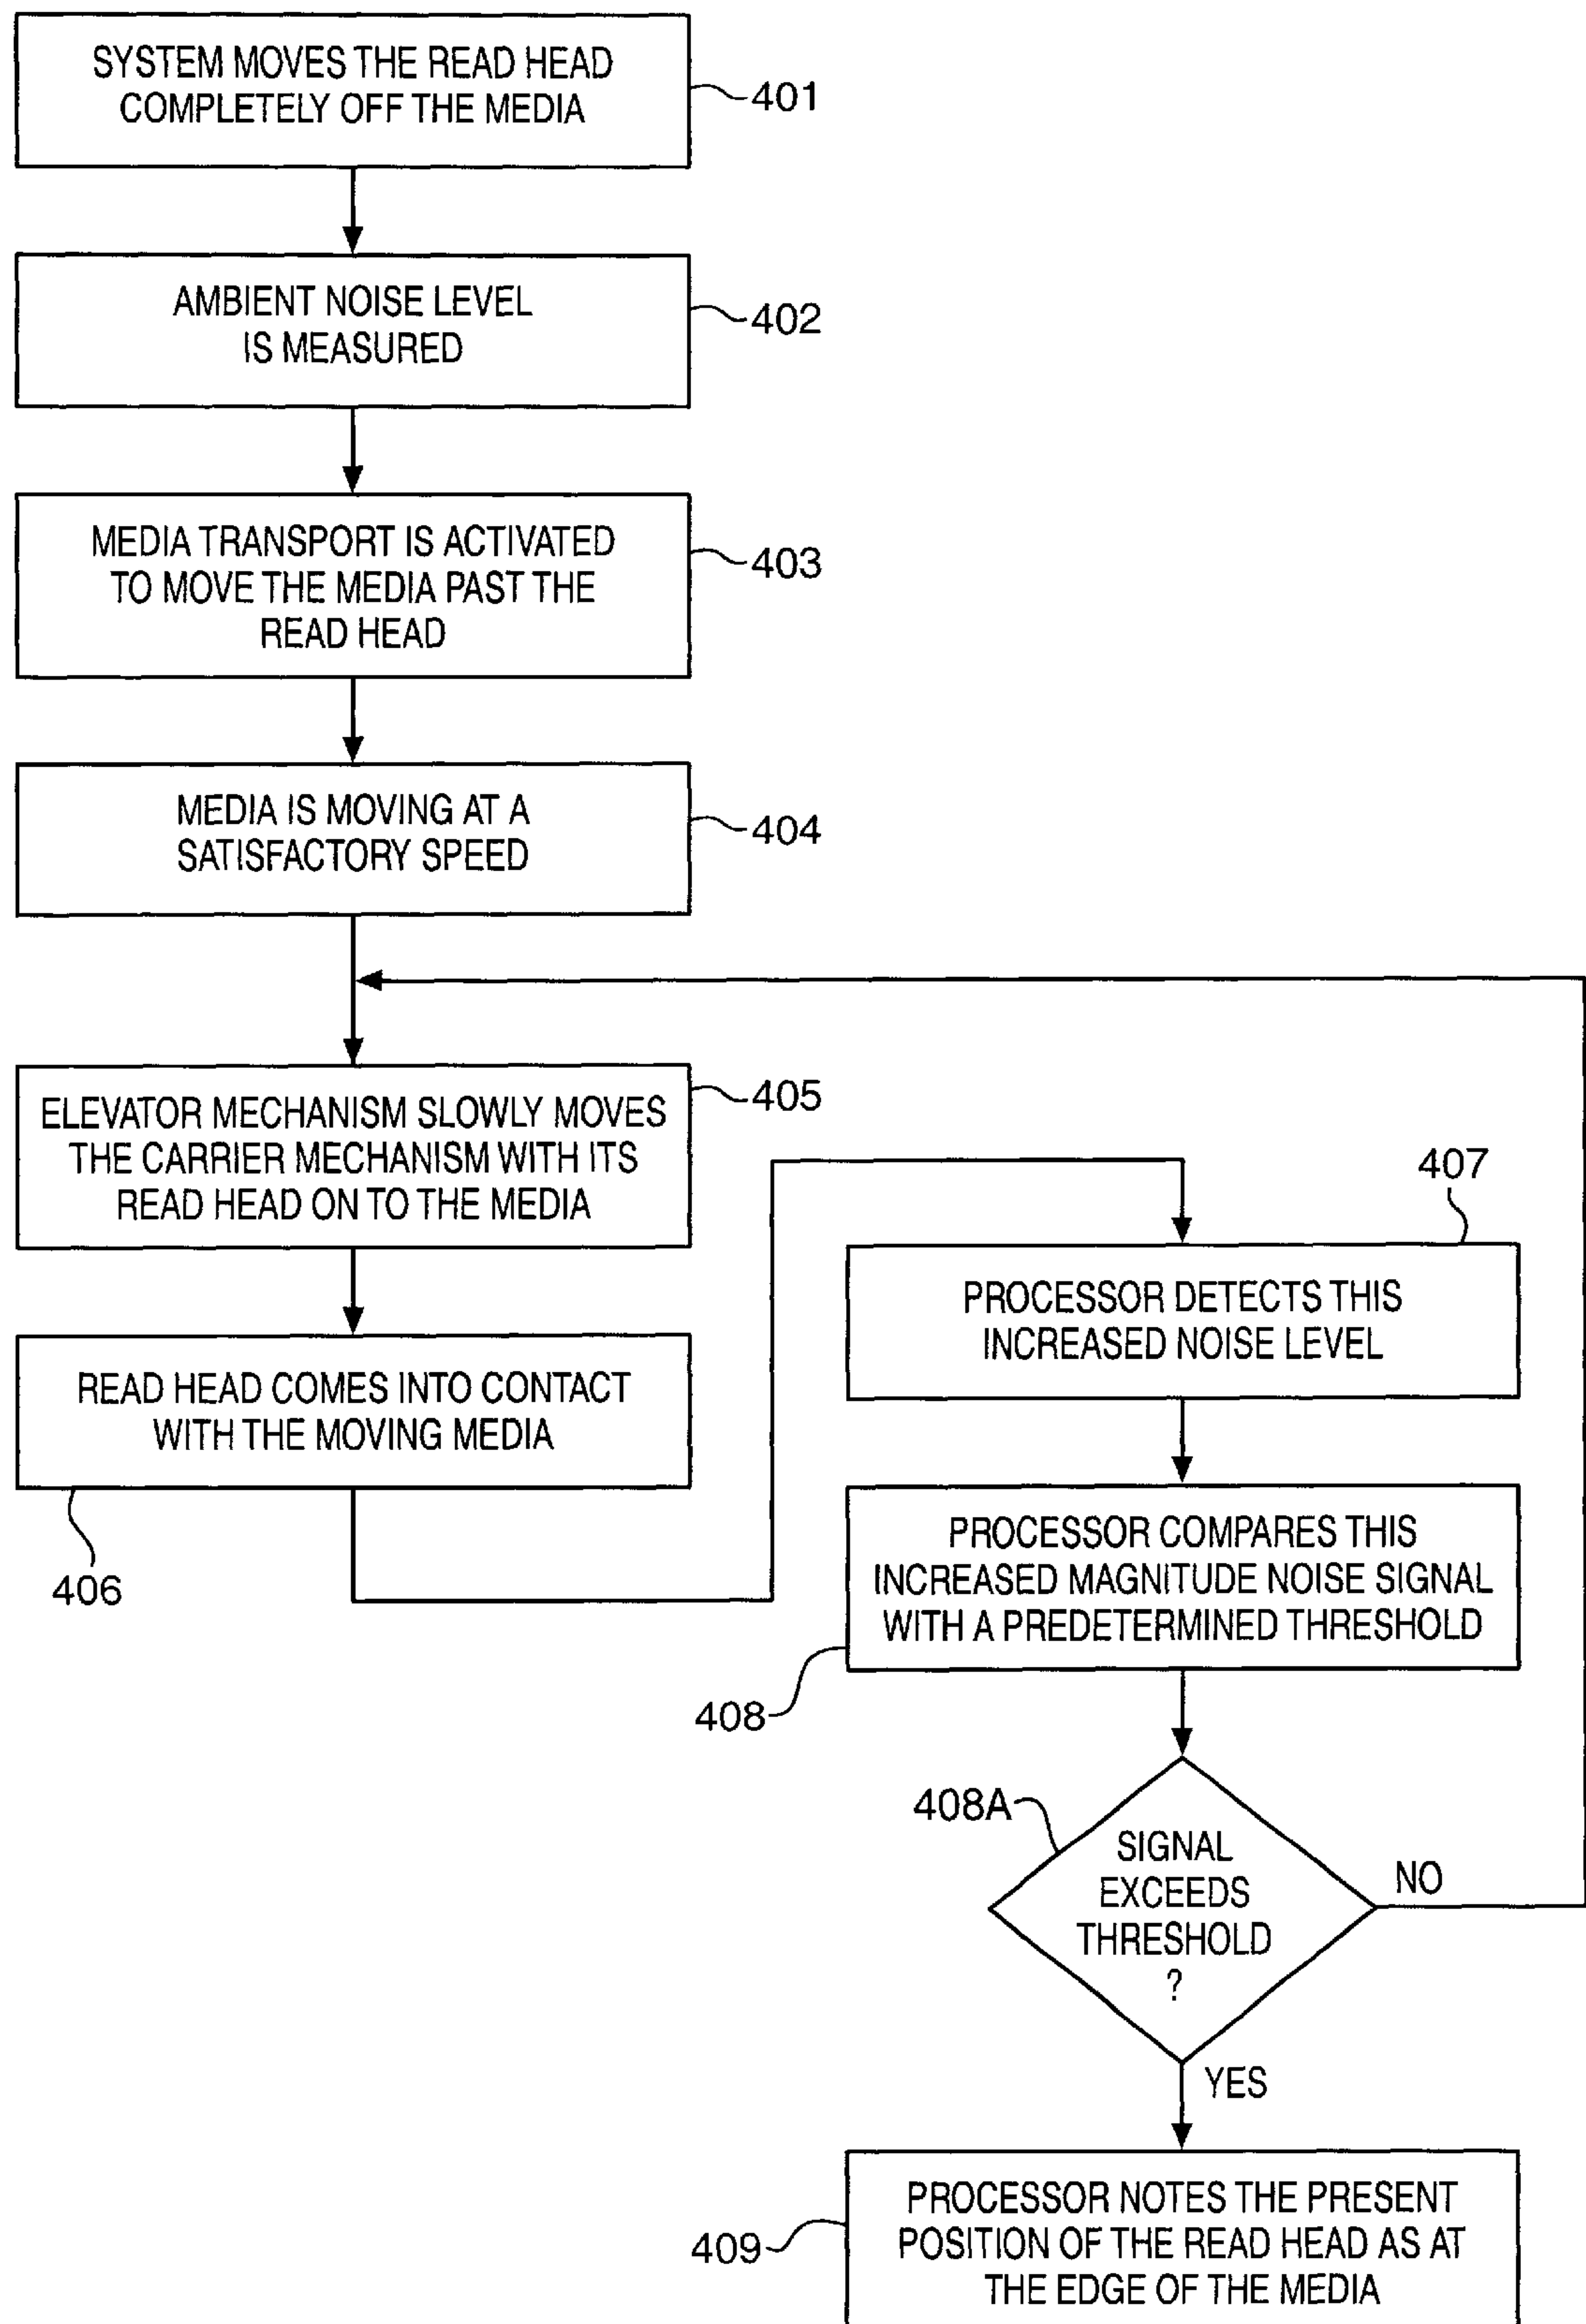 SYSTEM MOVES THE READ HEAD
COMPLETELY OFF THE MEDIA
401
AMBIENT NOISE LEVEL
IS MEASURED
402
MEDIA TRANSPORT IS ACTIVATED
TO MOVE THE MEDIA PAST THE
READ HEAD
403
MEDIA IS MOVING AT A
SATISFACTORY SPEED
404
ELEVATOR MECHANISM SLOWLY MOVES
THE CARRIER MECHANISM WITH ITS
READ HEAD ON TO THE MEDIA
405
READ HEAD COMES INTO CONTACT
WITH THE MOVING MEDIA
406
407
PROCESSOR DETECTS THIS
INCREASED NOISE LEVEL
PROCESSOR COMPARES THIS
INCREASED MAGNITUDE NOISE SIGNAL
WITH A PREDETERMINED THRESHOLD
408
408A
SIGNAL
EXCEEDS
THRESHOLD
?
NO
YES
PROCESSOR NOTES THE PRESENT
POSITION OF THE READ HEAD AS AT
THE EDGE OF THE MEDIA
409